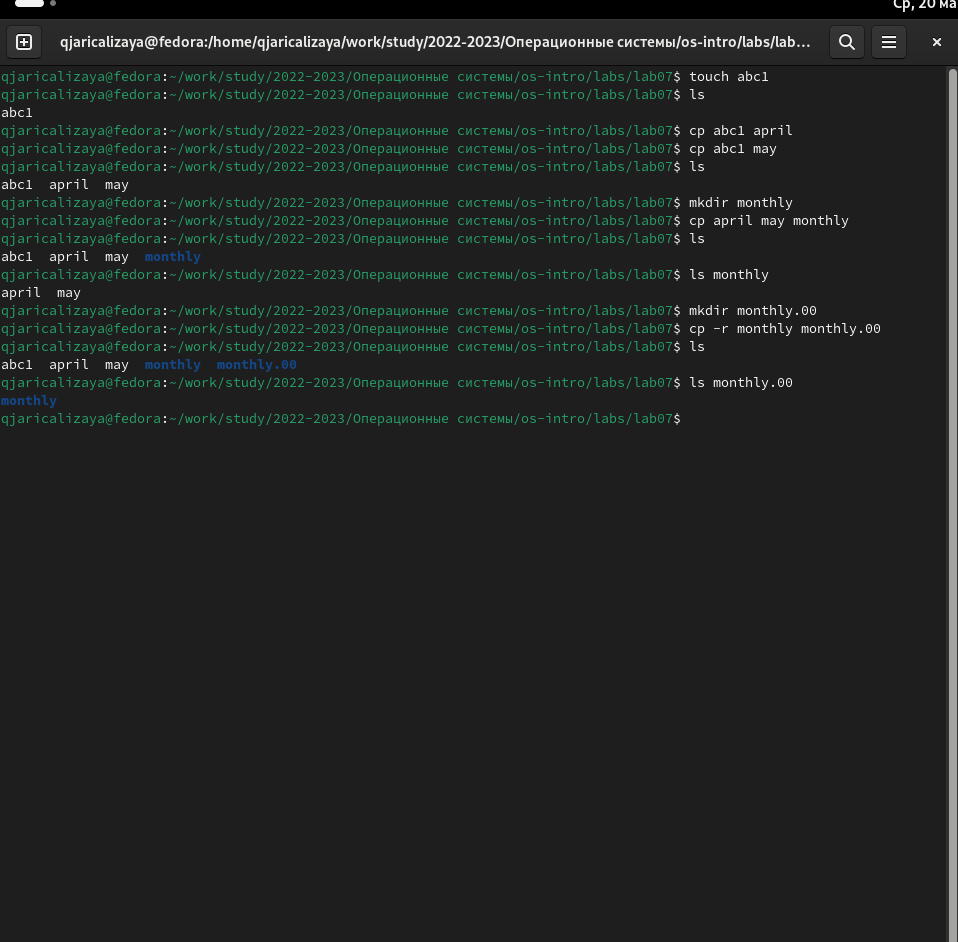 Ср, 20 ма
qjaricalizaya@fedora:/home/qjaricalizaya/work/study/2022-2023/Операционные системы/os-intro/labs/lab...
qjaricalizaya@fedora:~/work/study/2022-2023/Операционные системы/os-intro/labs/lab07$ touch abc1
qjaricalizaya@fedora:~/work/study/2022-2023/Операционные системы/os-intro/labs/lab07$ ls
abc1
qjaricalizaya@fedora:~/work/study/2022-2023/Операционные системы/os-intro/labs/lab07$ cp abc1 april
qjaricalizaya@fedora:~/work/study/2022-2023/Операционные системы/os-intro/labs/lab07$ cp abc1 may
qjaricalizaya@fedora:~/work/study/2022-2023/Операционные системы/os-intro/labs/lab07$ ls
abc1  april  may
qjaricalizaya@fedora:~/work/study/2022-2023/Операционные системы/os-intro/labs/lab07$ mkdir monthly
qjaricalizaya@fedora:~/work/study/2022-2023/Операционные системы/os-intro/labs/lab07$ cp april may monthly
qjaricalizaya@fedora:~/work/study/2022-2023/Операционные системы/os-intro/labs/lab07$ ls
abc1  april  may  monthly
qjaricalizaya@fedora:~/work/study/2022-2023/Операционные системы/os-intro/labs/lab07$ ls monthly
april  may
qjaricalizaya@fedora:~/work/study/2022-2023/Операционные системы/os-intro/labs/lab07$ mkdir monthly.00
qjaricalizaya@fedora:~/work/study/2022-2023/Операционные системы/os-intro/labs/lab07$ cp -r monthly monthly.00
qjaricalizaya@fedora:~/work/study/2022-2023/Операционные системы/os-intro/labs/lab07$ ls
abc1  april  may  monthly  monthly.00
qjaricalizaya@fedora:~/work/study/2022-2023/Операционные системы/os-intro/labs/lab07$ ls monthly.00
monthly
qjaricalizaya@fedora:~/work/study/2022-2023/Операционные системы/os-intro/labs/lab07$